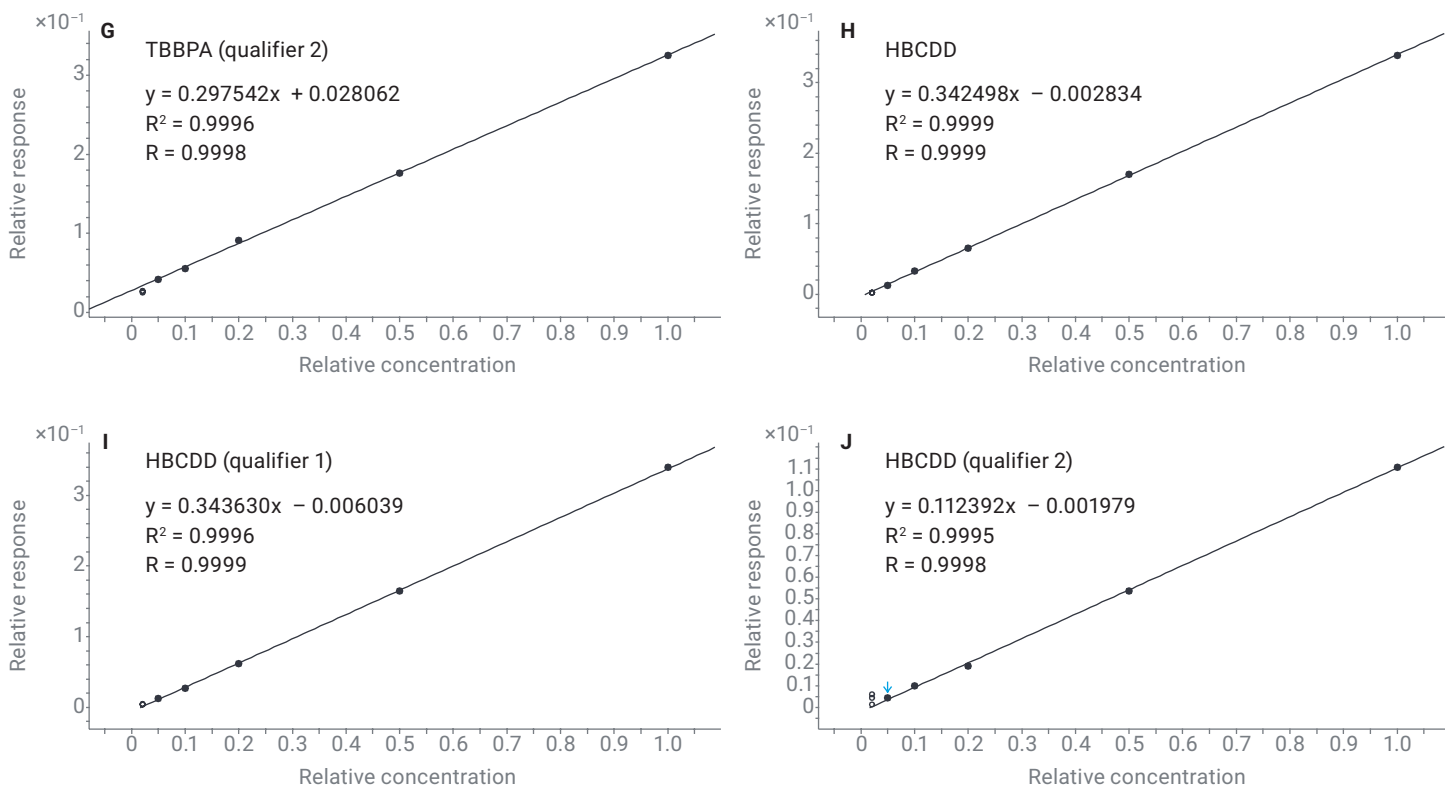 ×10⁻¹
G
TBBPA (qualifier 2)
y = 0.297542x + 0.028062
R² = 0.9996
R = 0.9998
3
2
1
0
Relative response
0 0.1 0.2 0.3 0.4 0.5 0.6 0.7 0.8 0.9 1.0
Relative concentration
×10⁻¹
H
HBCDD
y = 0.342498x – 0.002834
R² = 0.9999
R = 0.9999
3
2
1
0
Relative response
0 0.1 0.2 0.3 0.4 0.5 0.6 0.7 0.8 0.9 1.0
Relative concentration
×10⁻¹
I
HBCDD (qualifier 1)
y = 0.343630x – 0.006039
R² = 0.9996
R = 0.9999
3
2
1
0
Relative response
0 0.1 0.2 0.3 0.4 0.5 0.6 0.7 0.8 0.9 1.0
Relative concentration
×10⁻¹
J
HBCDD (qualifier 2)
y = 0.112392x – 0.001979
R² = 0.9995
R = 0.9998
1.1
1.0
0.9
0.8
0.7
0.6
0.5
0.4
0.3
0.2
0.1
0
Relative response
0 0.1 0.2 0.3 0.4 0.5 0.6 0.7 0.8 0.9 1.0
Relative concentration